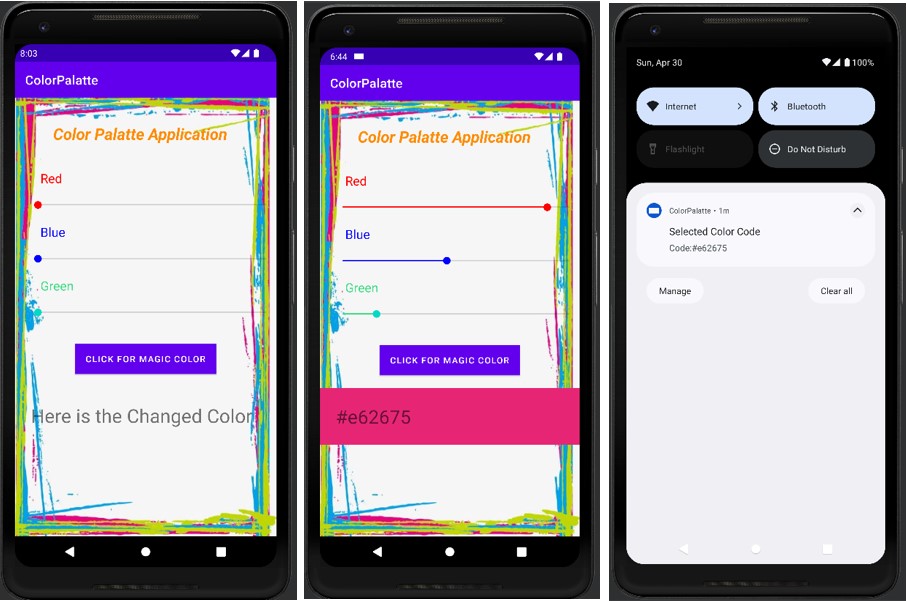 8:03
ColorPalatte
Color Palatte Application
Red
Blue
Green
CLICK FOR MAGIC COLOR
Here is the Changed Color
6:44
ColorPalatte
Color Palatte Application
Red
Blue
Green
CLICK FOR MAGIC COLOR
#e62675
Sun, Apr 30 100%
Internet Bluetooth
Flashlight Do Not Disturb
ColorPalatte • 1m
Selected Color Code
Code:#e62675
Manage Clear all